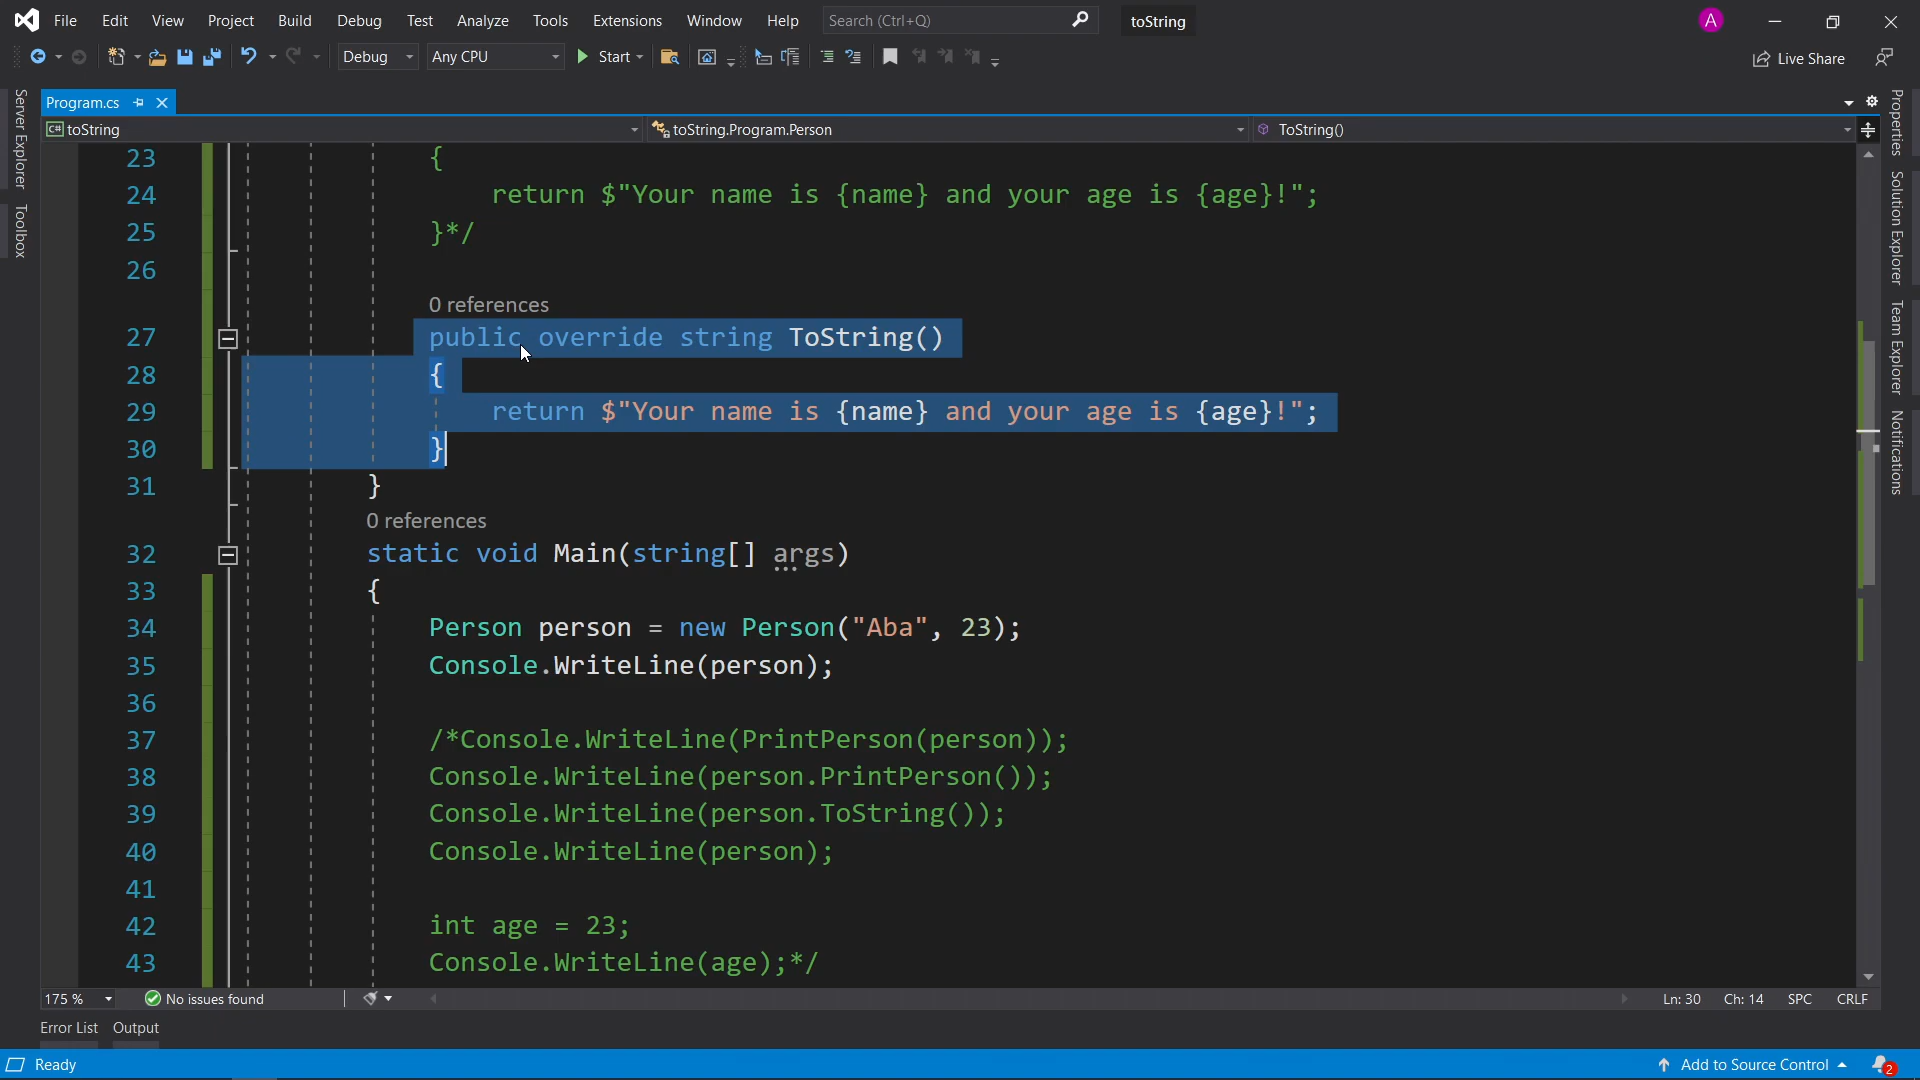 File Edit View Project Build Debug Test Analyze Tools Extensions Window Help Search (Ctrl+Q) toString A
Debug Any CPU Start Live Share
Server Explorer
Toolbox
Program.cs
toString toString.Program.Person ToString()
23 {
24 return $"Your name is {name} and your age is {age}!";
25 }*/
26
0 references
27 public override string ToString()
28 {
29 return $"Your name is {name} and your age is {age}!";
30 }
31 }
0 references
32 static void Main(string[] args)
33 {
34 Person person = new Person("Aba", 23);
35 Console.WriteLine(person);
36
37 /*Console.WriteLine(PrintPerson(person));
38 Console.WriteLine(person.PrintPerson());
39 Console.WriteLine(person.ToString());
40 Console.WriteLine(person);
41
42 int age = 23;
43 Console.WriteLine(age);*/
Properties
Solution Explorer
Team Explorer
Notifications
175 % No issues found Ln: 30 Ch: 14 SPC CRLF
Error List Output
Ready Add to Source Control 2